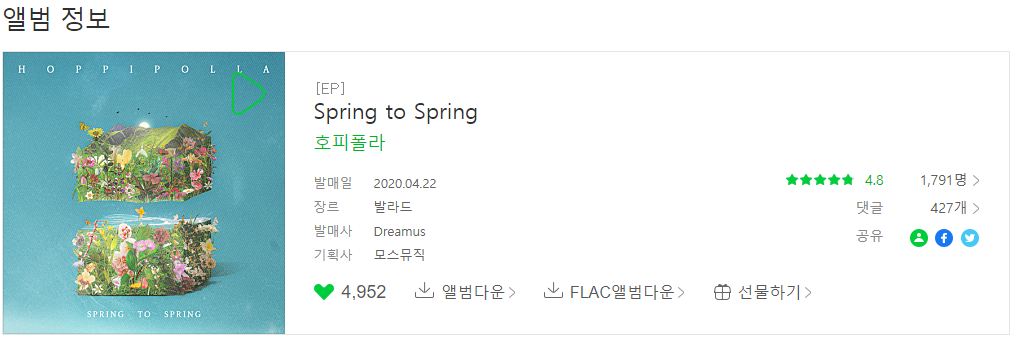 앨범 정보
HOPPIPOLLA
SPRING TO SPRING
[EP]
Spring to Spring
호피폴라
발매일 2020.04.22
장르 발라드
발매사 Dreamus
기획사 모스뮤직
4.8 1,791명
댓글 427개
공유
4,952 앨범다운 FLAC앨범다운 선물하기